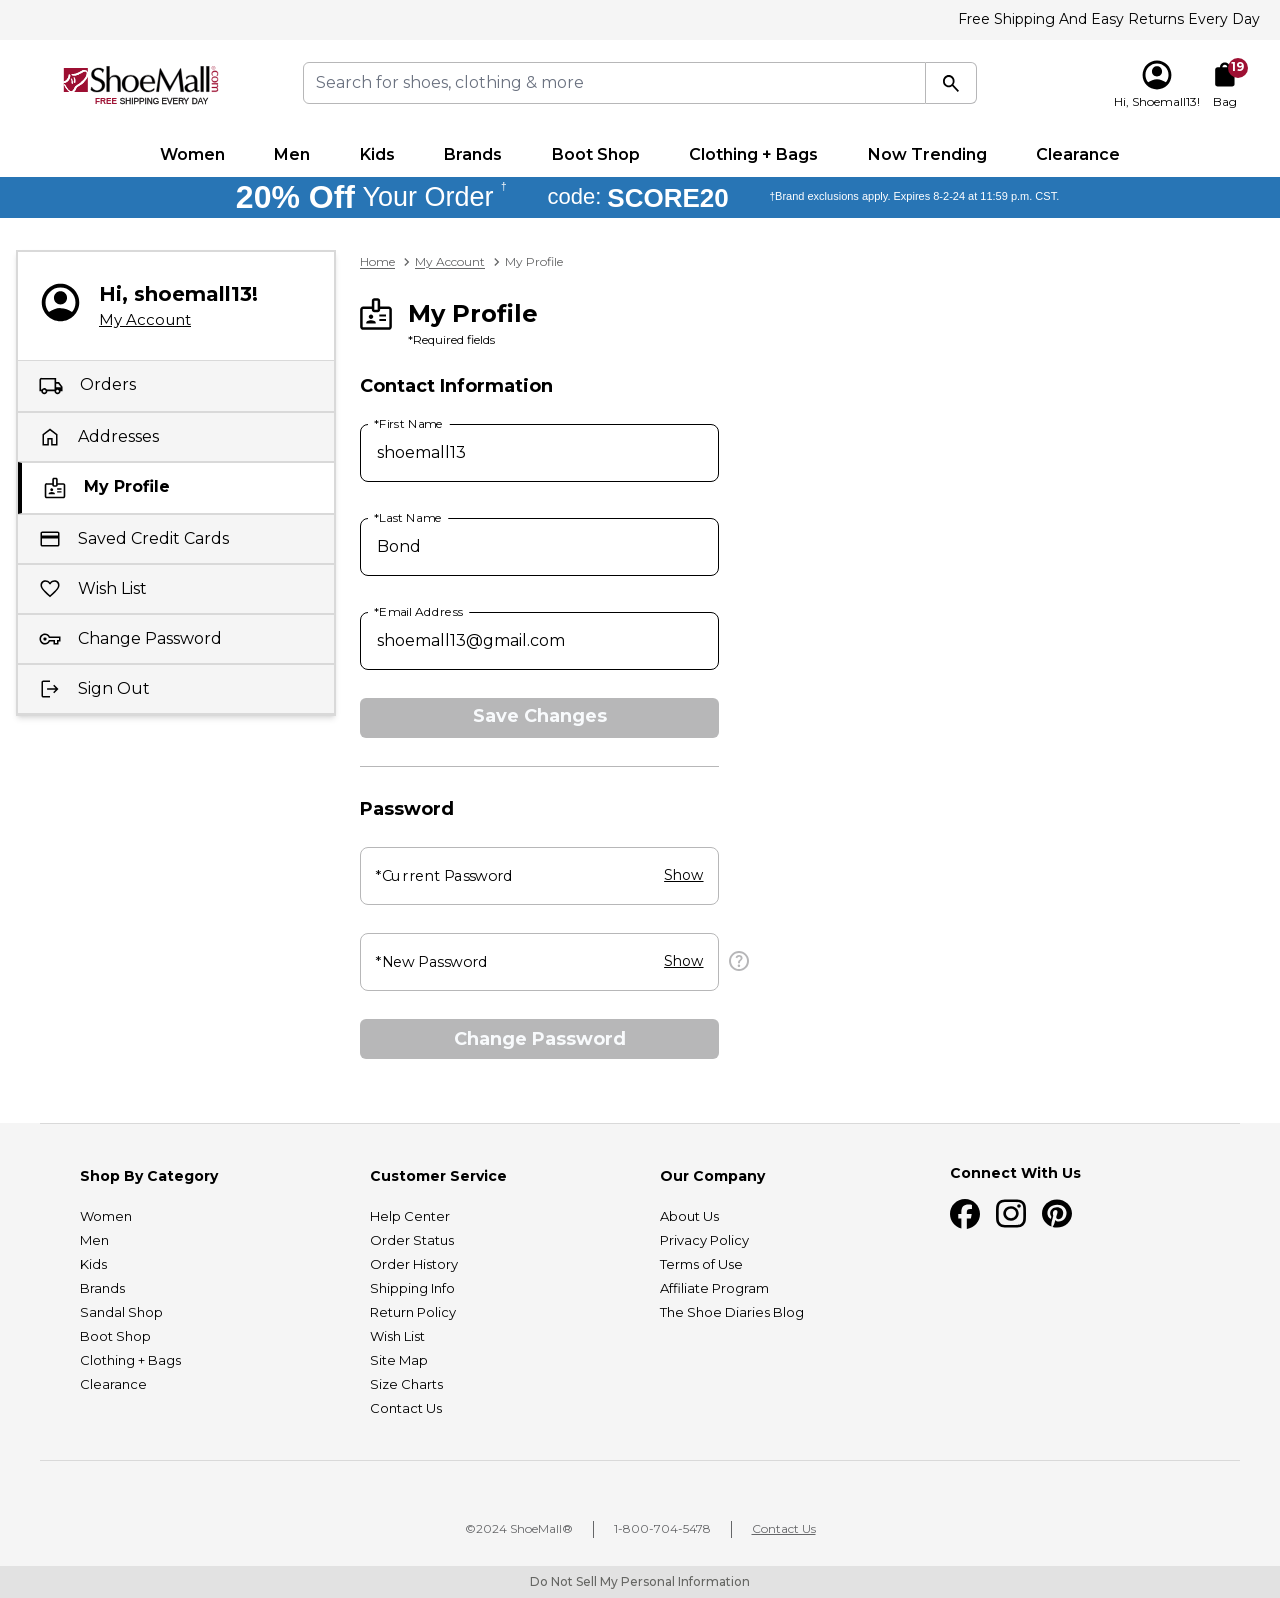 Free Shipping And Easy Returns Every Day
ShoeMall.com®
FREE SHIPPING EVERY DAY
Search for shoes, clothing & more
19
Hi, Shoemall13!
Bag
Women Men Kids Brands Boot Shop Clothing + Bags Now Trending Clearance
20% Off Your Order † code: SCORE20 †Brand exclusions apply. Expires 8-2-24 at 11:59 p.m. CST.
Hi, shoemall13!
My Account
Orders
Addresses
My Profile
Saved Credit Cards
Wish List
Change Password
Sign Out
Home > My Account > My Profile
My Profile
*Required fields
Contact Information
*First Name
shoemall13
*Last Name
Bond
*Email Address
shoemall13@gmail.com
Save Changes
Password
*Current Password Show
*New Password Show
?
Change Password
Shop By Category
Women
Men
Kids
Brands
Sandal Shop
Boot Shop
Clothing + Bags
Clearance
Customer Service
Help Center
Order Status
Order History
Shipping Info
Return Policy
Wish List
Site Map
Size Charts
Contact Us
Our Company
About Us
Privacy Policy
Terms of Use
Affiliate Program
The Shoe Diaries Blog
Connect With Us
©2024 ShoeMall® | 1-800-704-5478 | Contact Us
Do Not Sell My Personal Information